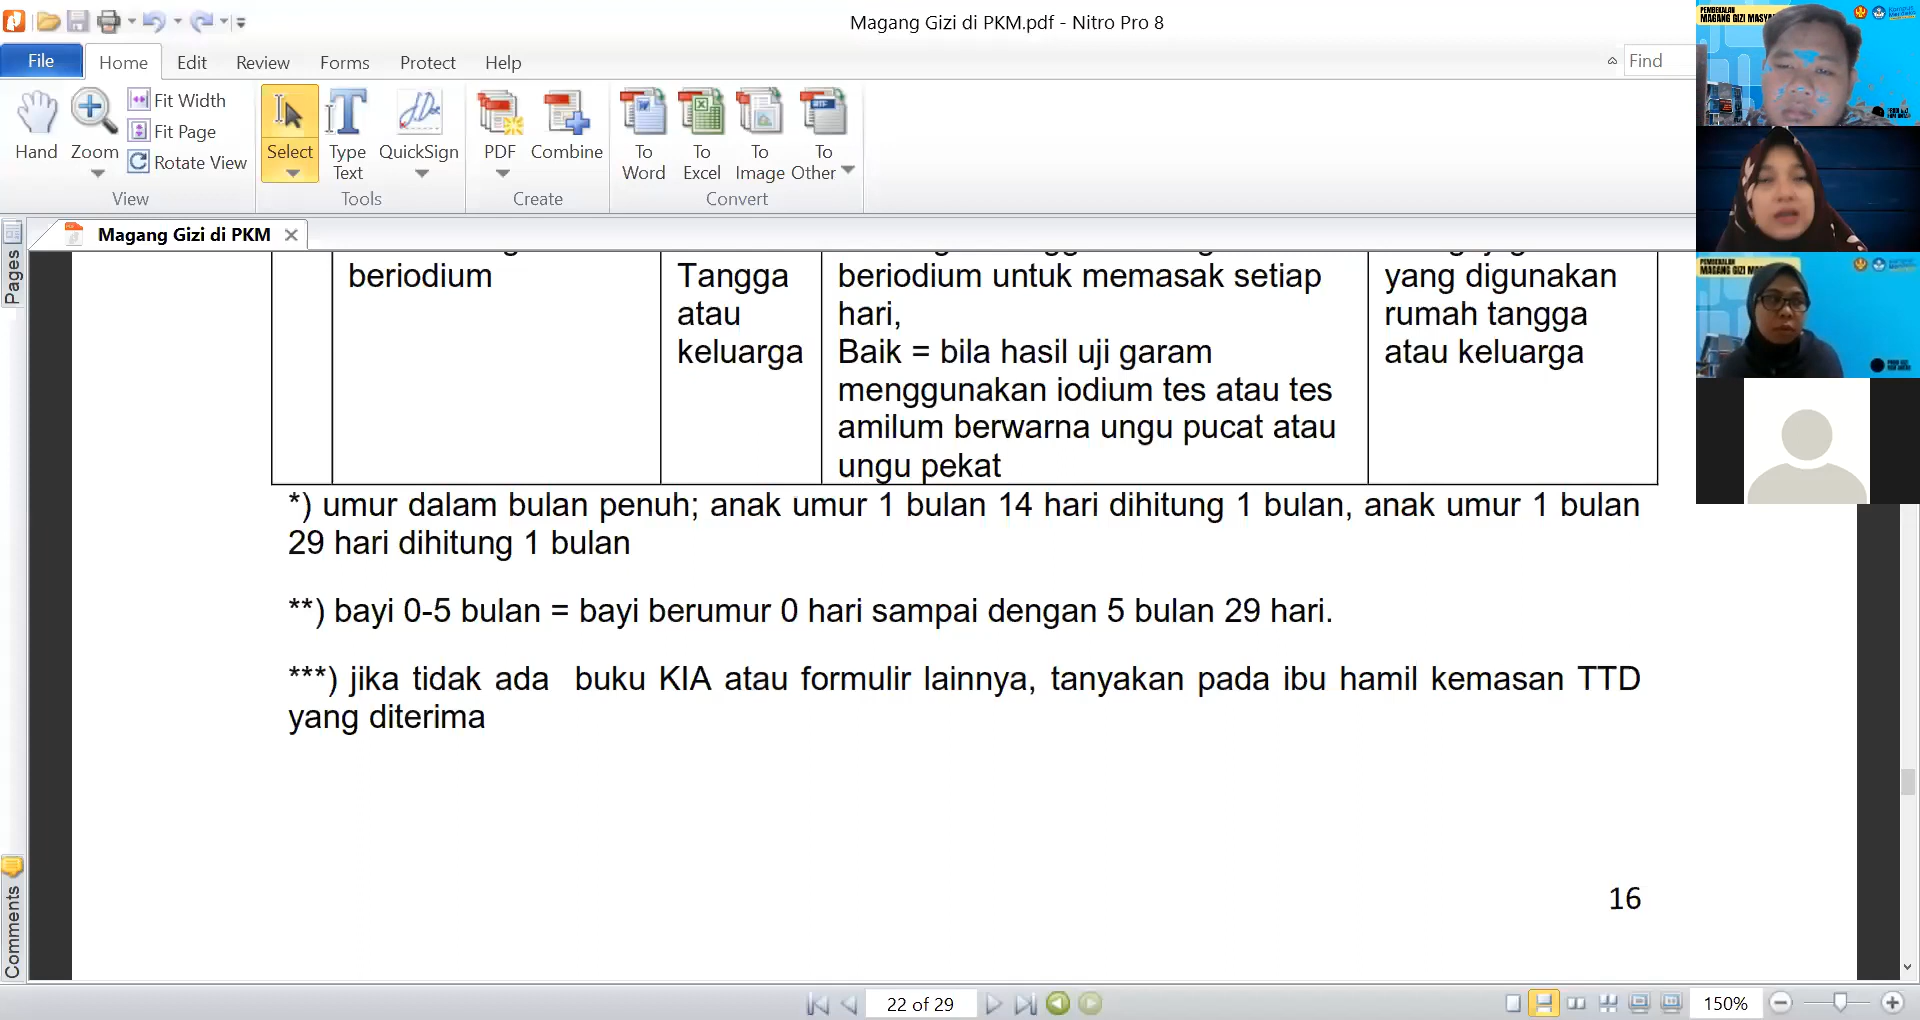 Magang Gizi di PKM.pdf - Nitro Pro 8
File
Home
Edit
Review
Forms
Protect
Help
Find
Hand
Zoom
Fit Width
Fit Page
Rotate View
View
Select
Type Text
QuickSign
Tools
PDF
Combine
Create
To Word
To Excel
To Image
To Other
Convert
Magang Gizi di PKM
Pages
Comments
beriodium
Tangga
atau
keluarga
beriodium untuk memasak setiap
hari,
Baik = bila hasil uji garam
menggunakan iodium tes atau tes
amilum berwarna ungu pucat atau
ungu pekat
yang digunakan
rumah tangga
atau keluarga
*) umur dalam bulan penuh; anak umur 1 bulan 14 hari dihitung 1 bulan, anak umur 1 bulan
29 hari dihitung 1 bulan
**) bayi 0-5 bulan = bayi berumur 0 hari sampai dengan 5 bulan 29 hari.
***) jika tidak ada buku KIA atau formulir lainnya, tanyakan pada ibu hamil kemasan TTD
yang diterima
16
22 of 29
150%
PEMBEKALAN
MAGANG GIZI
PEMBEKALAN
MAGANG GIZI